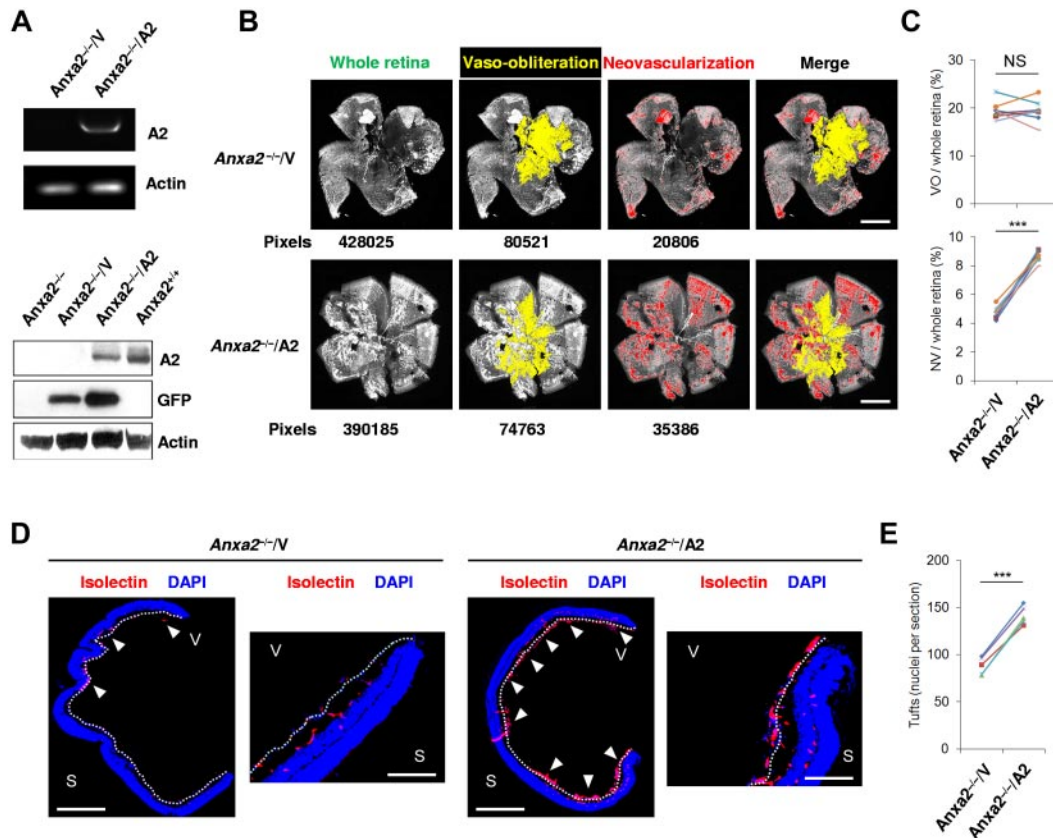 A
Anxa2–/–/V
Anxa2–/–/A2
A2
Actin
Anxa2–/–
Anxa2–/–/V
Anxa2–/–/A2
Anxa2+/+
A2
GFP
Actin
B
Whole retina
Vaso-obliteration
Neovascularization
Merge
Anxa2–/–/V
Pixels 428025 80521 20806
Anxa2–/–/A2
Pixels 390185 74763 35386
C
VO / whole retina (%)
30
20
10
0
NS
NV / whole retina (%)
10
8
6
4
2
0
***
Anxa2–/–/V
Anxa2–/–/A2
D
Anxa2–/–/V
Isolectin DAPI
V
S
Isolectin DAPI
V
S
Anxa2–/–/A2
Isolectin DAPI
V
S
Isolectin DAPI
V
S
E
Tufts (nuclei per section)
200
150
100
50
0
***
Anxa2–/–/V
Anxa2–/–/A2